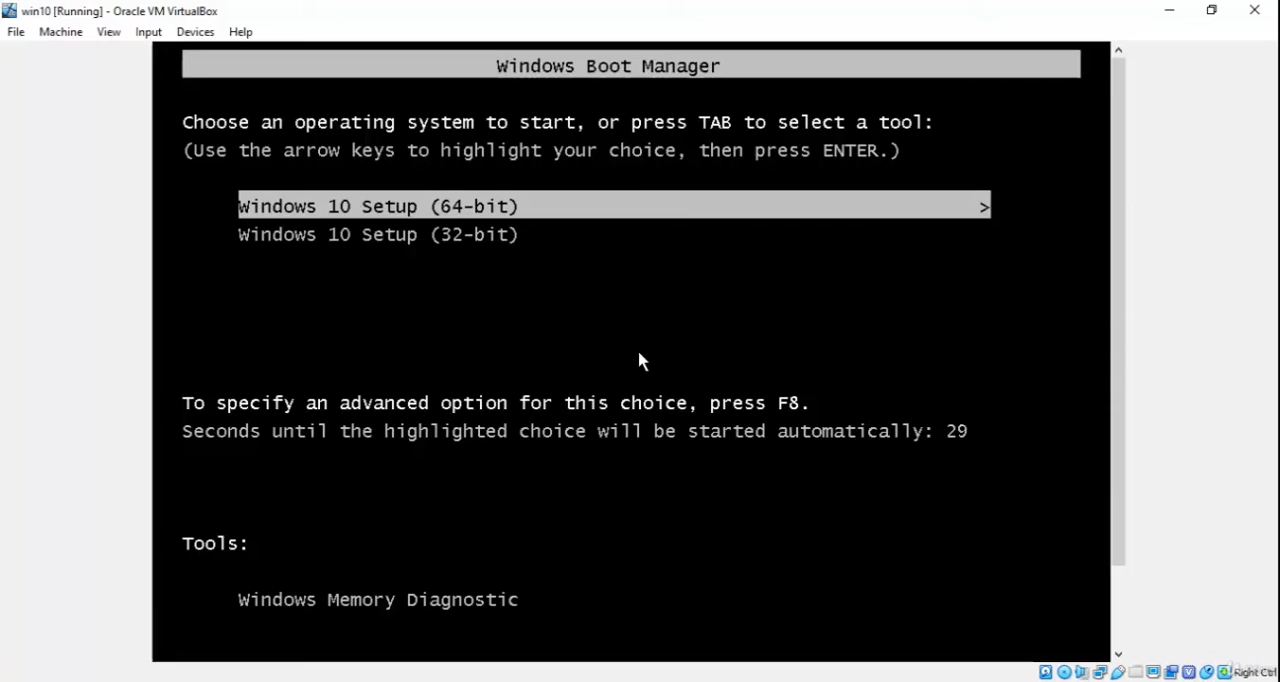 win10 [Running] - Oracle VM VirtualBox
File Machine View Input Devices Help
Windows Boot Manager
Choose an operating system to start, or press TAB to select a tool:
(Use the arrow keys to highlight your choice, then press ENTER.)
Windows 10 Setup (64-bit) >
Windows 10 Setup (32-bit)
To specify an advanced option for this choice, press F8.
Seconds until the highlighted choice will be started automatically: 29
Tools:
Windows Memory Diagnostic
Right Ctrl